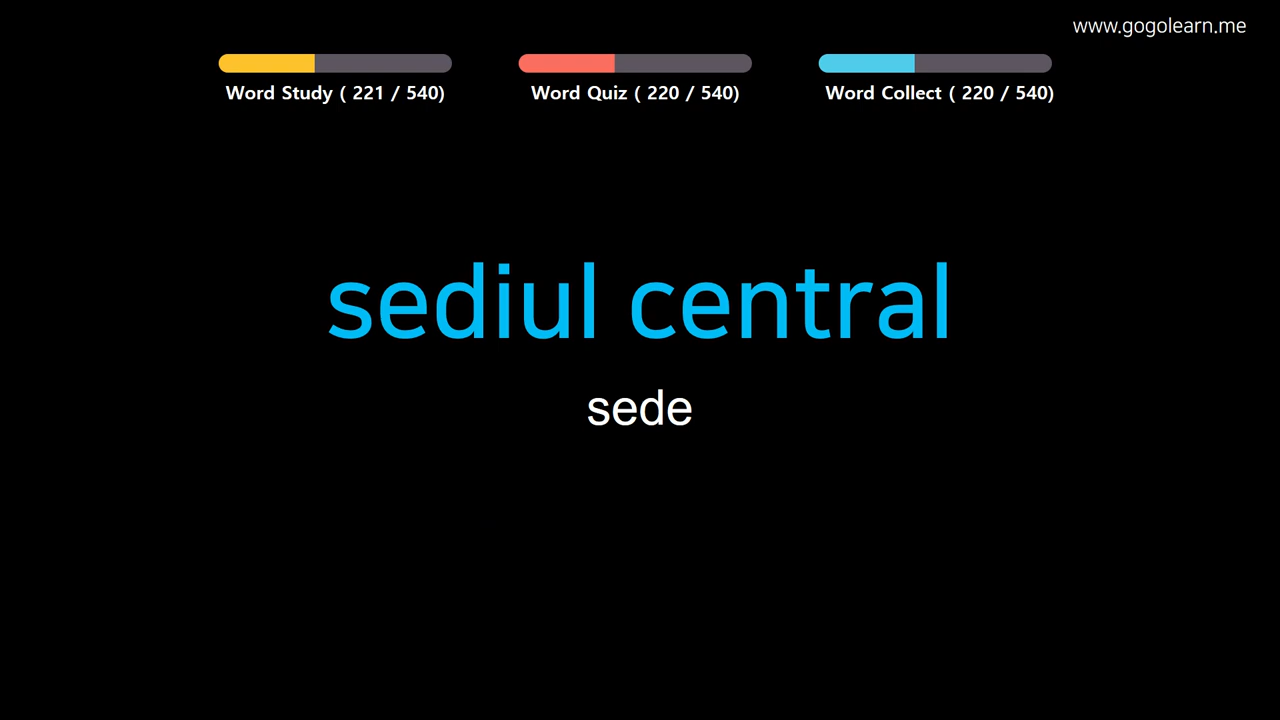 www.gogolearn.me
Word Study ( 221 / 540)
Word Quiz ( 220 / 540)
Word Collect ( 220 / 540)
sediul central
sede